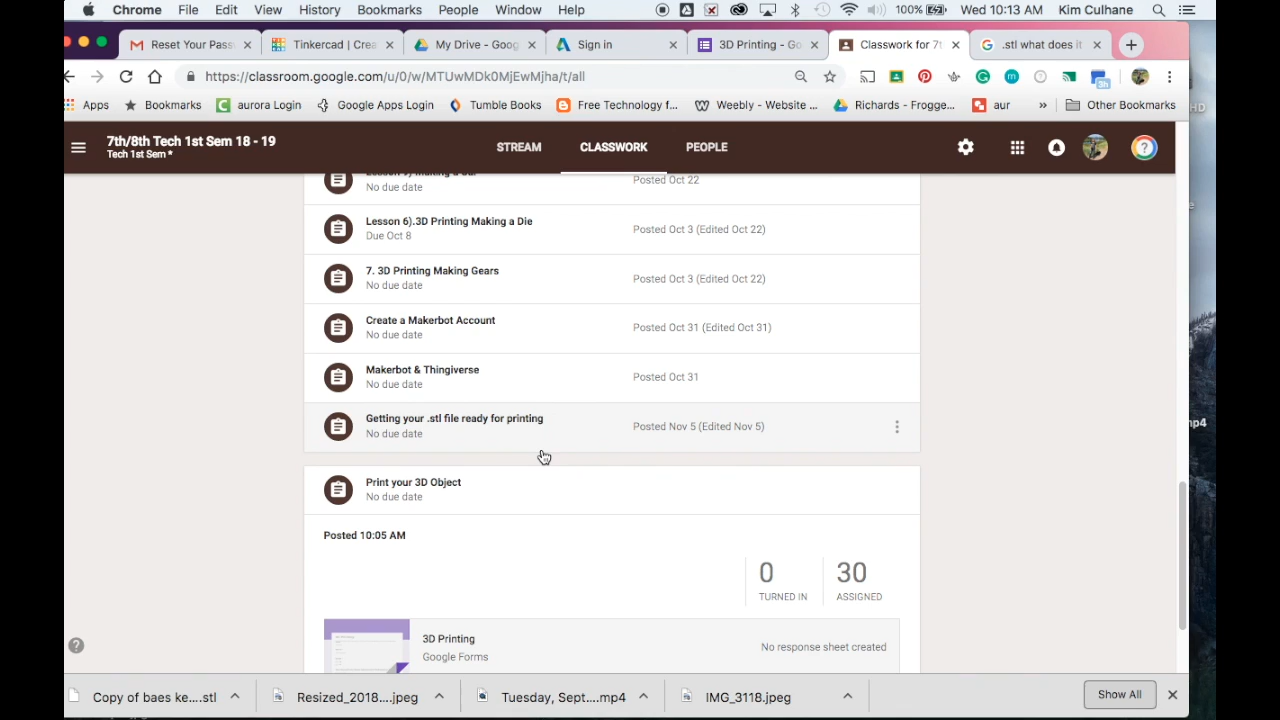 Chrome File Edit View History Bookmarks People Window Help 100% Wed 10:13 AM Kim Culhane
Reset Your Pass Tinkercad | Crea My Drive - Goog Sign in 3D Printing - Go Classwork for 7t .stl what does it
https://classroom.google.com/u/0/w/MTUwMDk0MjEwMjha/t/all
3h
Apps Bookmarks aurora Login Google Apps Login Tumble Books Free Technology f... Weebly - Website ... Richards - Frogge... aur » Other Bookmarks
HD
7th/8th Tech 1st Sem 18 - 19
Tech 1st Sem *
STREAM CLASSWORK PEOPLE
No due date
Posted Oct 22
Lesson 6).3D Printing Making a Die
Due Oct 8
Posted Oct 3 (Edited Oct 22)
7. 3D Printing Making Gears
No due date
Posted Oct 3 (Edited Oct 22)
Create a Makerbot Account
No due date
Posted Oct 31 (Edited Oct 31)
Makerbot & Thingiverse
No due date
Posted Oct 31
Getting your .stl file ready for printing
No due date
Posted Nov 5 (Edited Nov 5)
np4
Print your 3D Object
No due date
Posted 10:05 AM
0 30
TURNED IN ASSIGNED
3D Printing
Google Forms
No response sheet created
Copy of baes ke....stl Resized_2018....jpeg Tuesday, Sep....mp4 IMG_3118.jpeg Show All